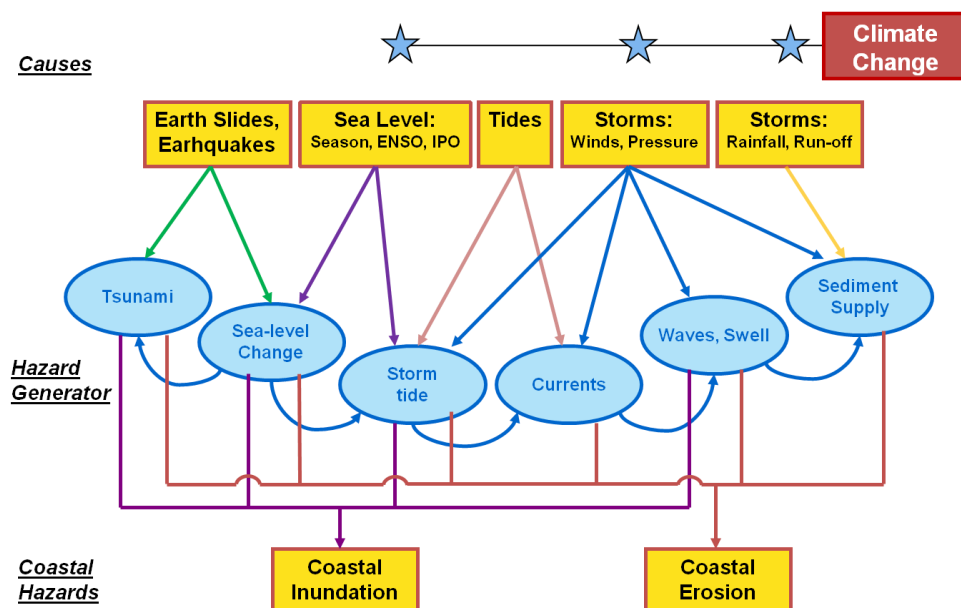 Climate
Change
Causes
Earth Slides,
Earhquakes
Sea Level:
Season, ENSO, IPO
Tides
Storms:
Winds, Pressure
Storms:
Rainfall, Run-off
Tsunami
Sea-level
Change
Storm
tide
Currents
Waves, Swell
Sediment
Supply
Hazard
Generator
Coastal
Hazards
Coastal
Inundation
Coastal
Erosion